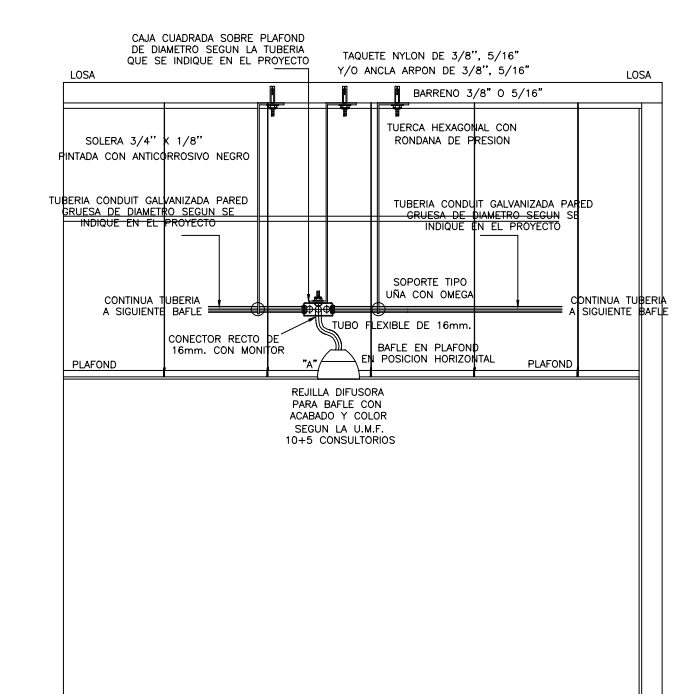 CAJA CUADRADA SOBRE PLAFOND
DE DIAMETRO SEGUN LA TUBERIA
QUE SE INDIQUE EN EL PROYECTO
TAQUETE NYLON DE 3/8'', 5/16"
Y/O ANCLA ARPON DE 3/8'', 5/16"
LOSA
LOSA
BARRENO 3/8" O 5/16"
TUERCA HEXAGONAL CON
RONDANA DE PRESION
SOLERA 3/4'' X 1/8''
PINTADA CON ANTICORROSIVO NEGRO
TUBERIA CONDUIT GALVANIZADA PARED
GRUESA DE DIAMETRO SEGUN SE
INDIQUE EN EL PROYECTO
TUBERIA CONDUIT GALVANIZADA PARED
GRUESA DE DIAMETRO SEGUN SE
INDIQUE EN EL PROYECTO
SOPORTE TIPO
UÑA CON OMEGA
CONTINUA TUBERIA
A SIGUIENTE BAFLE
CONTINUA TUBERIA
A SIGUIENTE BAFLE
TUBO FLEXIBLE DE 16mm.
CONECTOR RECTO DE
16mm. CON MONITOR
BAFLE EN PLAFOND
EN POSICION HORIZONTAL
PLAFOND
"A"
PLAFOND
REJILLA DIFUSORA
PARA BAFLE CON
ACABADO Y COLOR
SEGUN LA U.M.F.
10+5 CONSULTORIOS